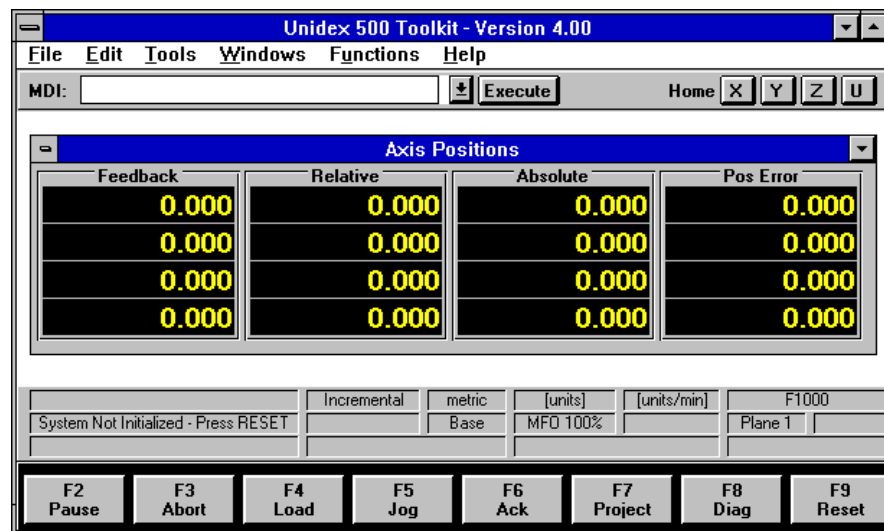 Unidex 500 Toolkit - Version 4.00
File Edit Tools Windows Functions Help
MDI: Execute Home X Y Z U
Axis Positions
Feedback Relative Absolute Pos Error
0.000 0.000 0.000 0.000
0.000 0.000 0.000 0.000
0.000 0.000 0.000 0.000
0.000 0.000 0.000 0.000
Incremental metric [units] [units/min] F1000
System Not Initialized - Press RESET Base MFO 100% Plane 1
F2 F3 F4 F5 F6 F7 F8 F9
Pause Abort Load Jog Ack Project Diag Reset